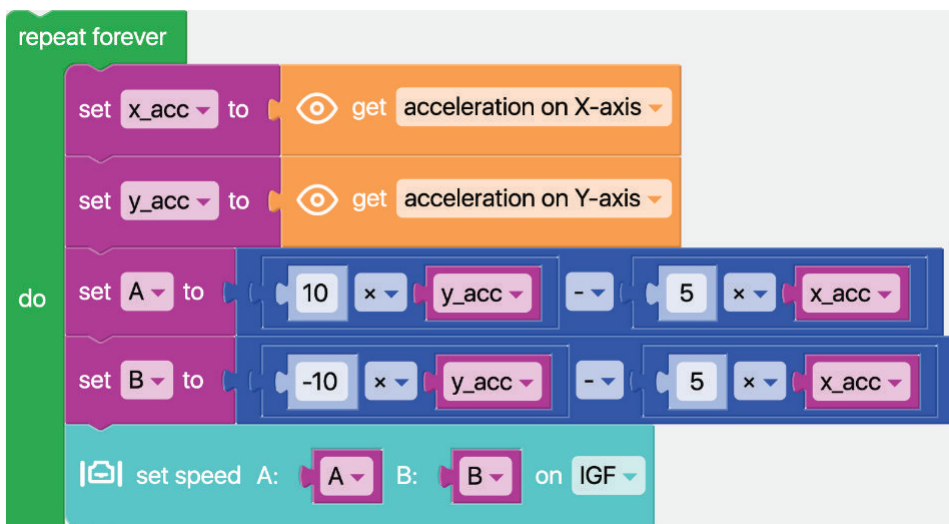 repeat forever
set x_acc to get acceleration on X-axis
set y_acc to get acceleration on Y-axis
do set A to 10 × y_acc - 5 × x_acc
set B to -10 × y_acc - 5 × x_acc
set speed A: A B: B on IGF